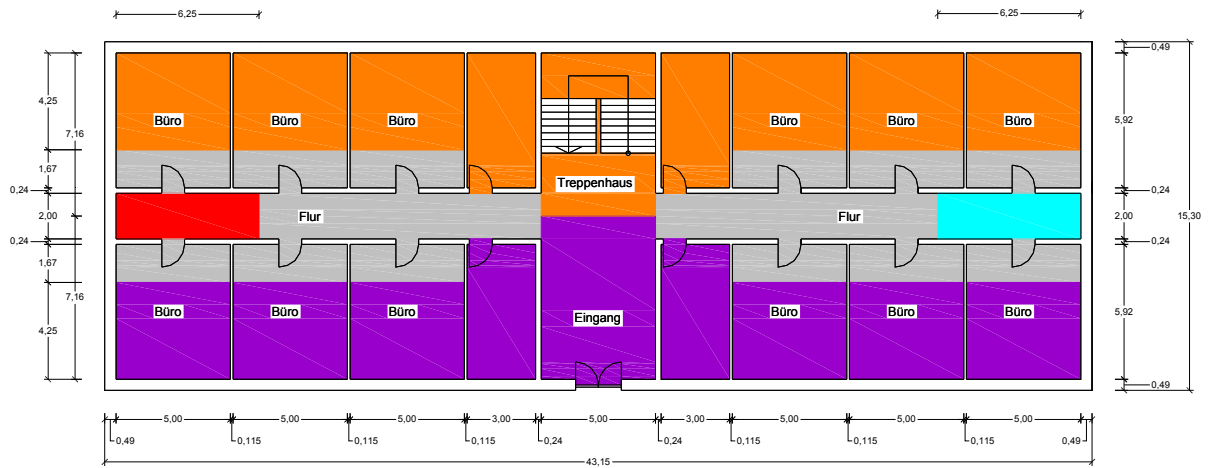 6,25 6,25
0,49
Büro Büro Büro Büro Büro Büro
4,25 7,16 5,92
1,67
0,24 0,24
Treppenhaus
2,00 Flur Flur 2,00 15,30
0,24 0,24
1,67
7,16
Büro Büro Büro Eingang Büro Büro Büro
4,25 5,92
0,49
5,00 5,00 5,00 3,00 5,00 3,00 5,00 5,00 5,00
0,49 0,115 0,115 0,115 0,24 0,24 0,115 0,115 0,115 0,49
43,15